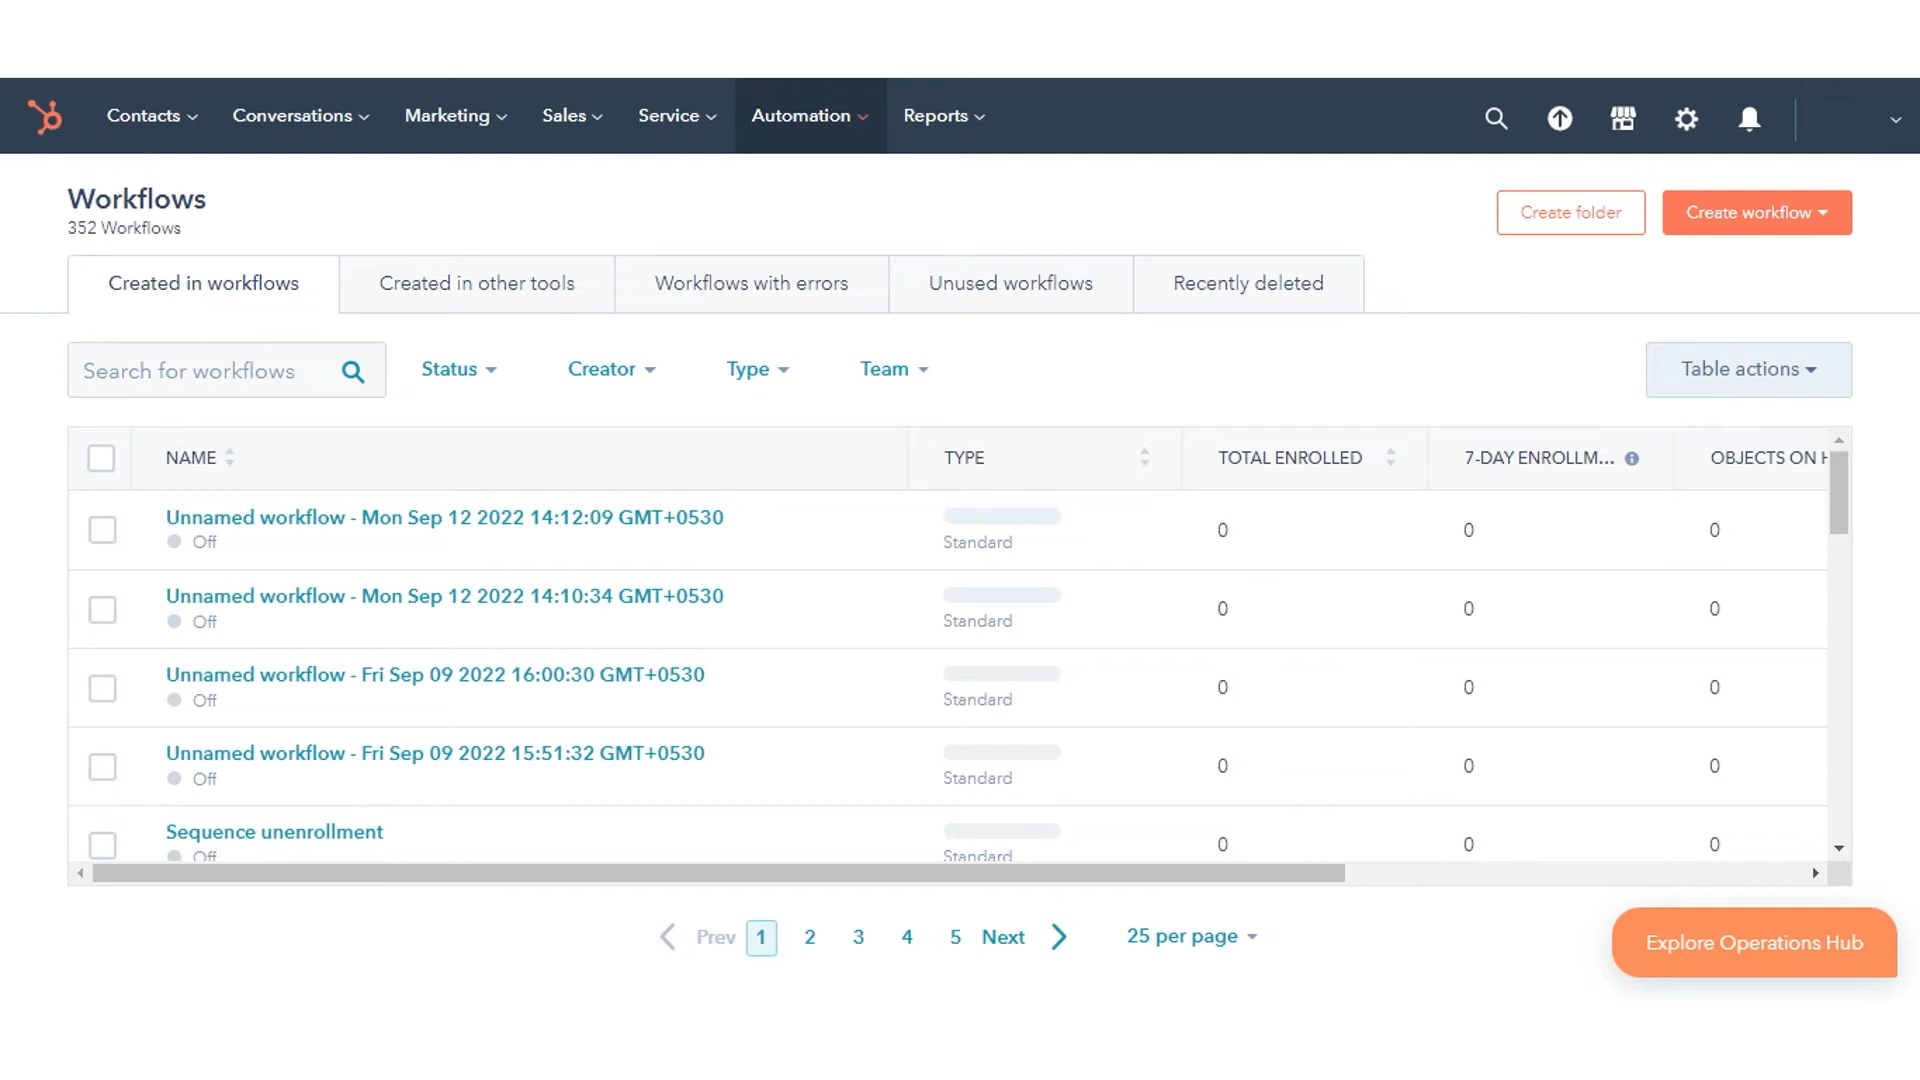 Contacts Conversations Marketing Sales Service Automation Reports
Workflows
352 Workflows
Create folder Create workflow
Created in workflows Created in other tools Workflows with errors Unused workflows Recently deleted
Search for workflows Status Creator Type Team Table actions
NAME TYPE TOTAL ENROLLED 7-DAY ENROLLM... OBJECTS ON
Unnamed workflow - Mon Sep 12 2022 14:12:09 GMT+0530
Off Standard 0 0 0
Unnamed workflow - Mon Sep 12 2022 14:10:34 GMT+0530
Off Standard 0 0 0
Unnamed workflow - Fri Sep 09 2022 16:00:30 GMT+0530
Off Standard 0 0 0
Unnamed workflow - Fri Sep 09 2022 15:51:32 GMT+0530
Off Standard 0 0 0
Sequence unenrollment
Off Standard 0 0 0
Prev 1 2 3 4 5 Next 25 per page
Explore Operations Hub